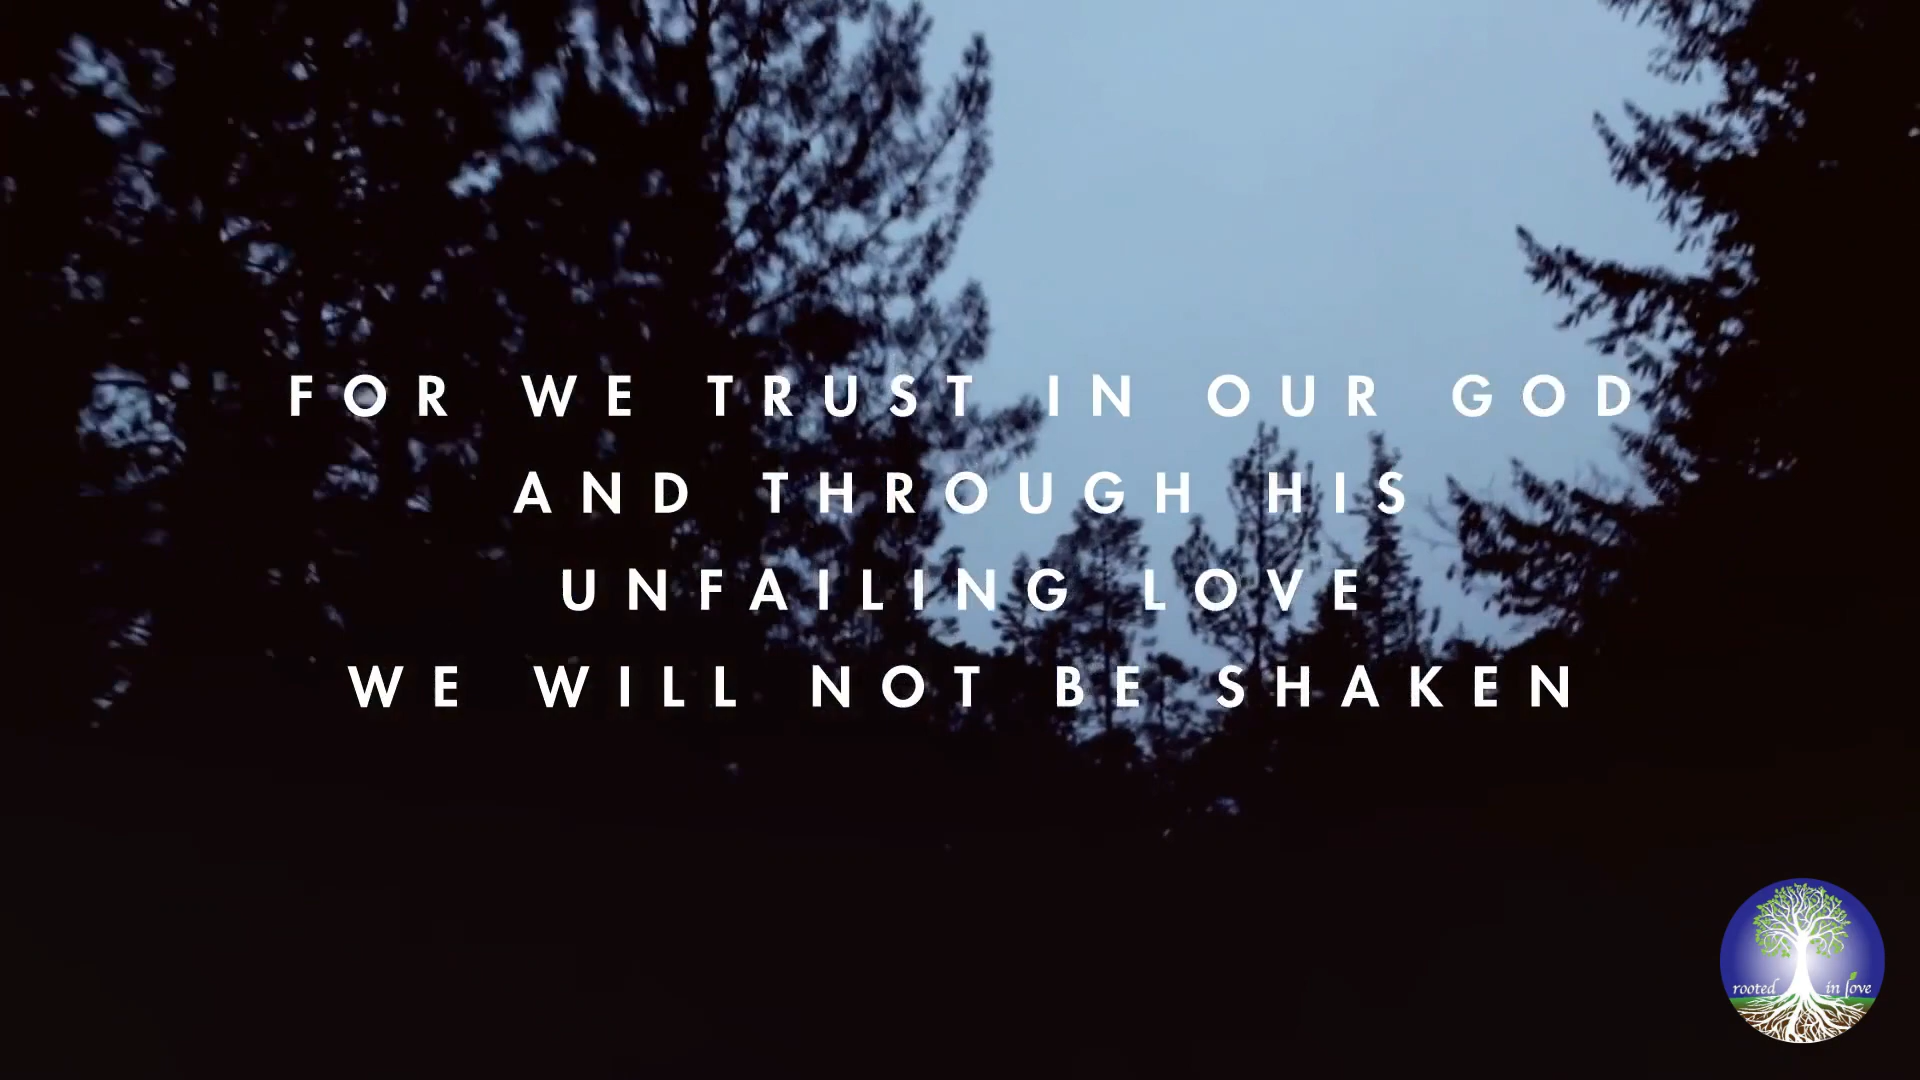 FOR WE TRUST IN OUR GOD
AND THROUGH HIS
UNFAILING LOVE
WE WILL NOT BE SHAKEN
rooted in love